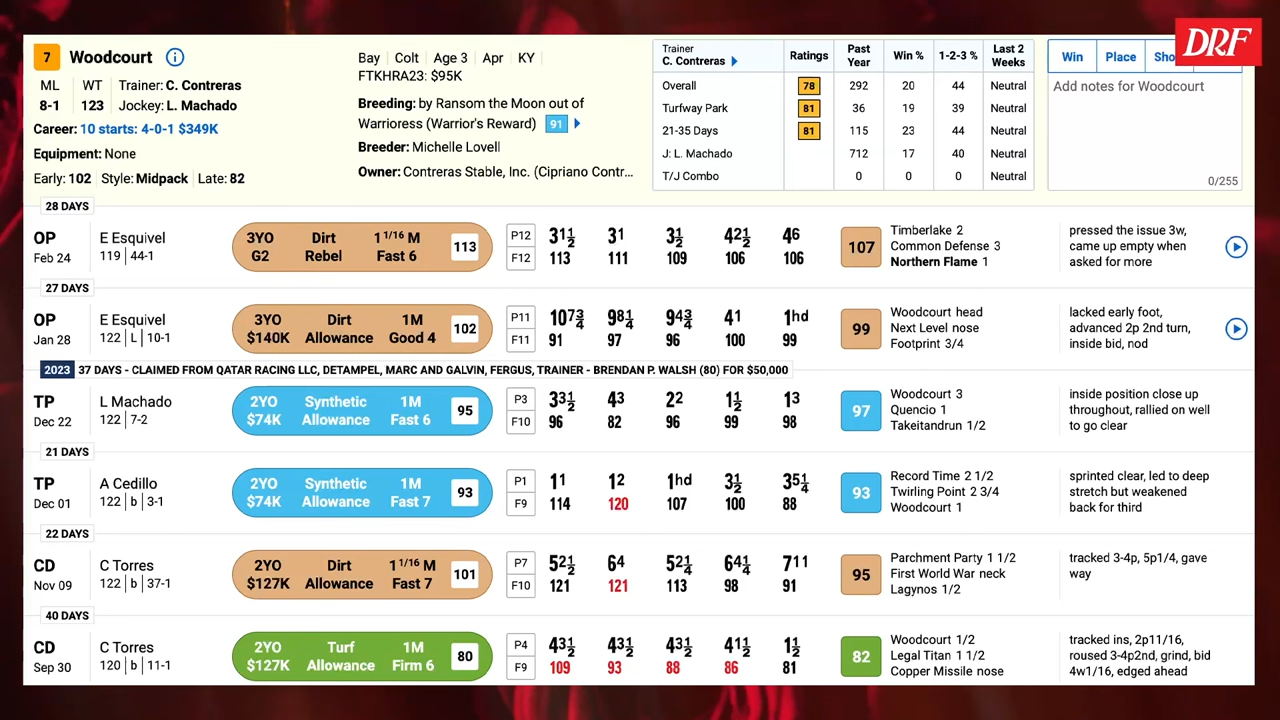 DRF
7 Woodcourt
ML WT Trainer: C. Contreras
8-1 123 Jockey: L. Machado
Career: 10 starts: 4-0-1 $349K
Equipment: None
Early: 102 Style: Midpack Late: 82
Bay Colt Age 3 Apr KY
FTKHRA23: $95K
Breeding: by Ransom the Moon out of
Warrioress (Warrior's Reward) 91
Breeder: Michelle Lovell
Owner: Contreras Stable, Inc. (Cipriano Contr...
Trainer
C. Contreras Ratings Past Year Win % 1-2-3 % Last 2 Weeks
Overall 78 292 20 44 Neutral
Turfway Park 81 36 19 39 Neutral
21-35 Days 81 115 23 44 Neutral
J: L. Machado 712 17 40 Neutral
T/J Combo 0 0 0 Neutral
Win Place Sho
Add notes for Woodcourt
0/255
28 DAYS
OP E Esquivel 3YO Dirt 1 1/16 M 113 P12 3 1 1/2 3 1 3 1/2 4 2 1/2 4 6 107 Timberlake 2 pressed the issue 3w,
Feb 24 119 44-1 G2 Rebel Fast 6 F12 113 111 109 106 106 Common Defense 3 came up empty when
Northern Flame 1 asked for more
27 DAYS
OP E Esquivel 3YO Dirt 1M 102 P11 10 7 3/4 9 8 1/4 9 4 3/4 4 1 1 hd 99 Woodcourt head lacked early foot,
Jan 28 122 L 10-1 $140K Allowance Good 4 F11 91 97 96 100 99 Next Level nose advanced 2p 2nd turn,
Footprint 3/4 inside bid, nod
2023 37 DAYS - CLAIMED FROM QATAR RACING LLC, DETAMPEL, MARC AND GALVIN, FERGUS, TRAINER - BRENDAN P. WALSH (80) FOR $50,000
TP L Machado 2YO Synthetic 1M 95 P3 3 3 1/2 4 3 2 2 1 1/2 1 3 97 Woodcourt 3 inside position close up
Dec 22 122 7-2 $74K Allowance Fast 6 F10 96 82 96 99 98 Quencio 1 throughout, rallied on well
Takeitandrun 1/2 to go clear
21 DAYS
TP A Cedillo 2YO Synthetic 1M 93 P1 1 1 1 2 1 hd 3 1/2 3 5 1/4 93 Record Time 2 1/2 sprinted clear, led to deep
Dec 01 122 b 3-1 $74K Allowance Fast 7 F9 114 120 107 100 88 Twirling Point 2 3/4 stretch but weakened
Woodcourt 1 back for third
22 DAYS
CD C Torres 2YO Dirt 1 1/16 M 101 P7 5 2 1/2 6 4 5 2 1/4 6 4 1/4 7 11 95 Parchment Party 1 1/2 tracked 3-4p, 5p1/4, gave
Nov 09 122 b 37-1 $127K Allowance Fast 7 F10 121 121 113 98 91 First World War neck way
Lagynos 1/2
40 DAYS
CD C Torres 2YO Turf 1M 80 P4 4 3 1/2 4 3 1/2 4 3 1/2 4 1 1/2 1 1/2 82 Woodcourt 1/2 tracked ins, 2p11/16,
Sep 30 120 b 11-1 $127K Allowance Firm 6 F9 109 93 88 86 81 Legal Titan 1 1/2 roused 3-4p2nd, grind, bid
Copper Missile nose 4w1/16, edged ahead